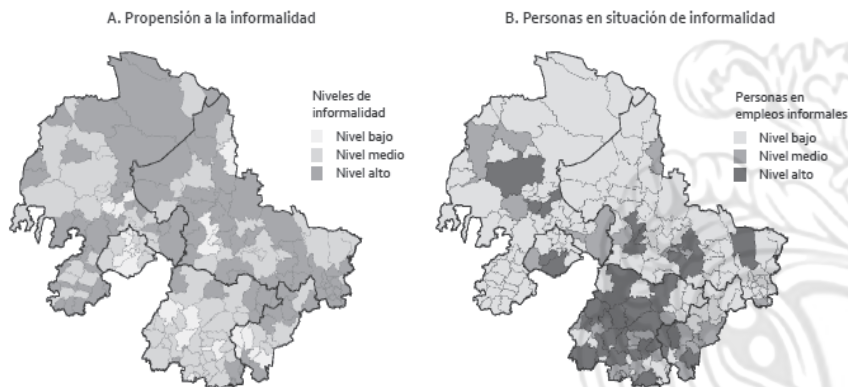 A. Propensión a la informalidad
Niveles de
informalidad
Nivel bajo
Nivel medio
Nivel alto
B. Personas en situación de informalidad
Personas en
empleos informales
Nivel bajo
Nivel medio
Nivel alto